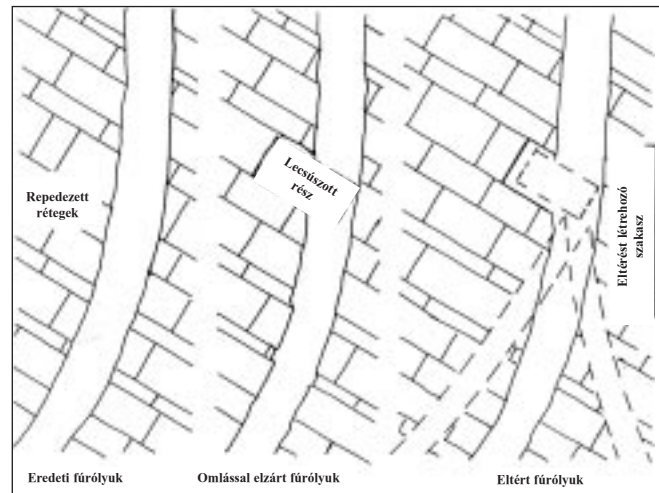 Repedezett
rétegek
Lecsúszott
rész
Eltérést létrehozó
szakasz
Eredeti fúrólyuk
Omlással elzárt fúrólyuk
Eltért fúrólyuk